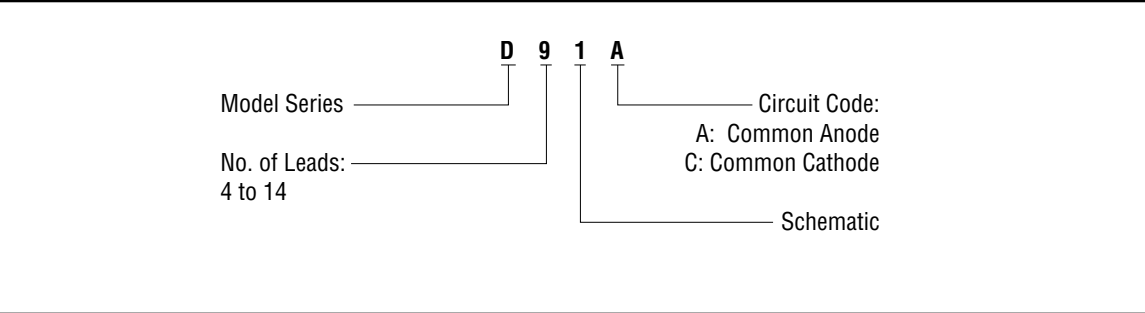 D 9 1 A
Model Series
Circuit Code:
A: Common Anode
No. of Leads:
C: Common Cathode
4 to 14
Schematic